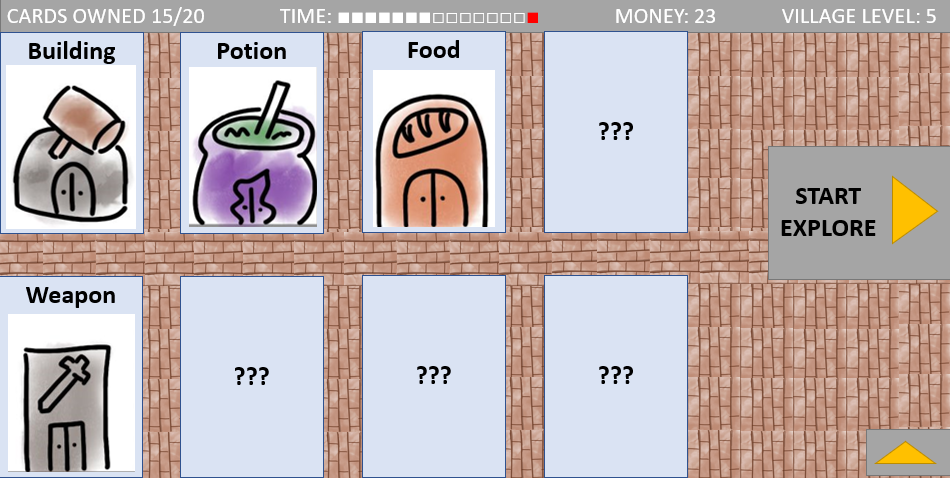 CARDS OWNED 15/20 TIME: MONEY: 23 VILLAGE LEVEL: 5
Building Potion Food
???
START
EXPLORE
Weapon
??? ??? ???